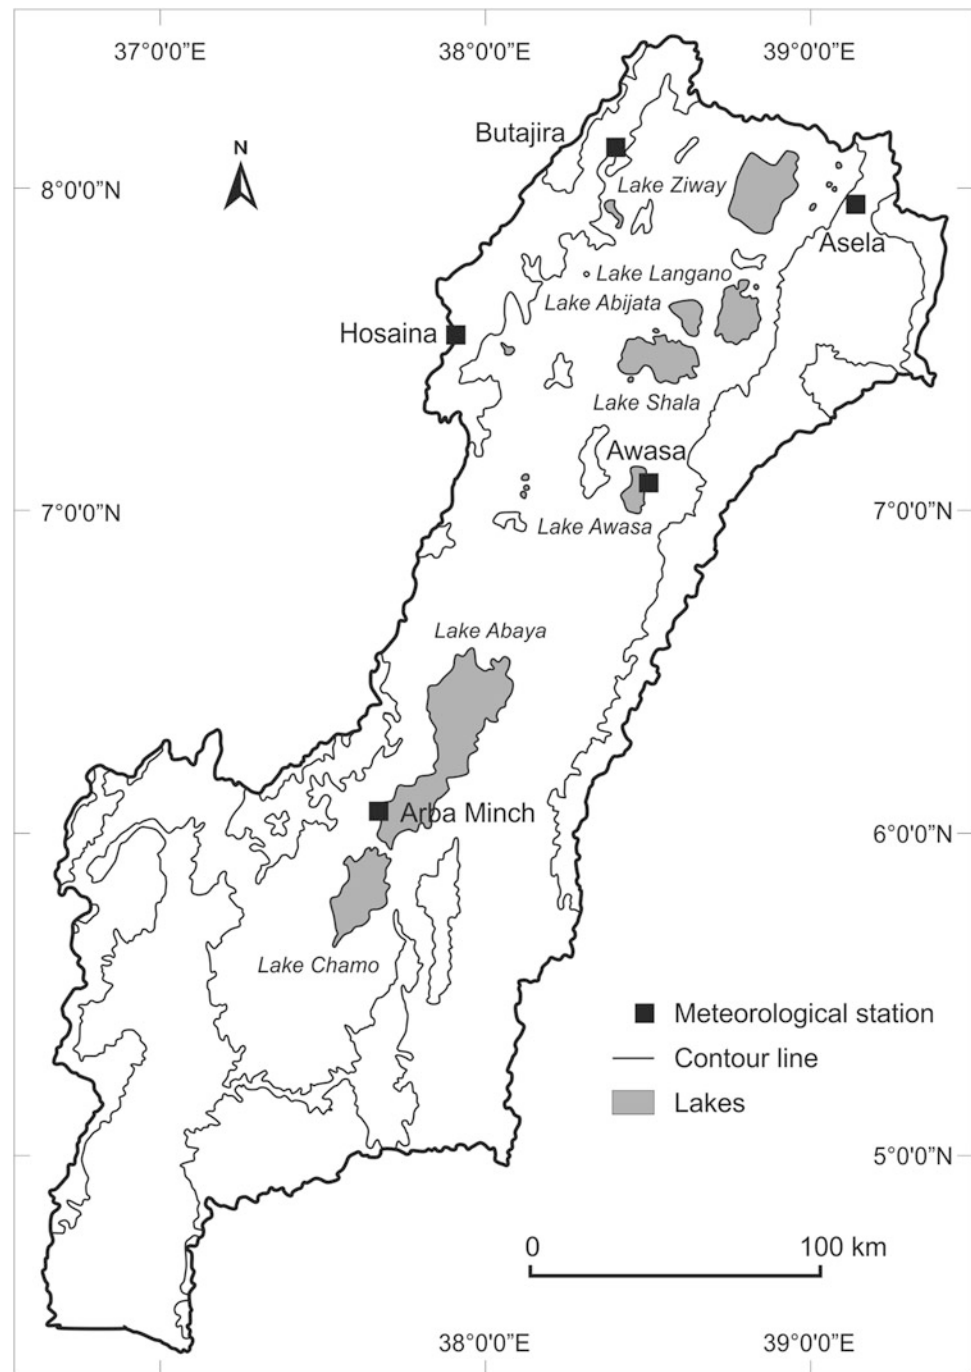 37°0'0”E 38°0'0”E 39°0'0”E
N
Butajira
Lake Ziway
8°0'0”N
Asela
Lake Langano
Lake Abijata
Hosaina
Lake Shala
Awasa
7°0'0”N 7°0'0”N
Lake Awasa
Lake Abaya
Arba Minch
6°0'0”N
Lake Chamo
Meteorological station
Contour line
Lakes
5°0'0”N
0 100 km
38°0'0”E 39°0'0”E